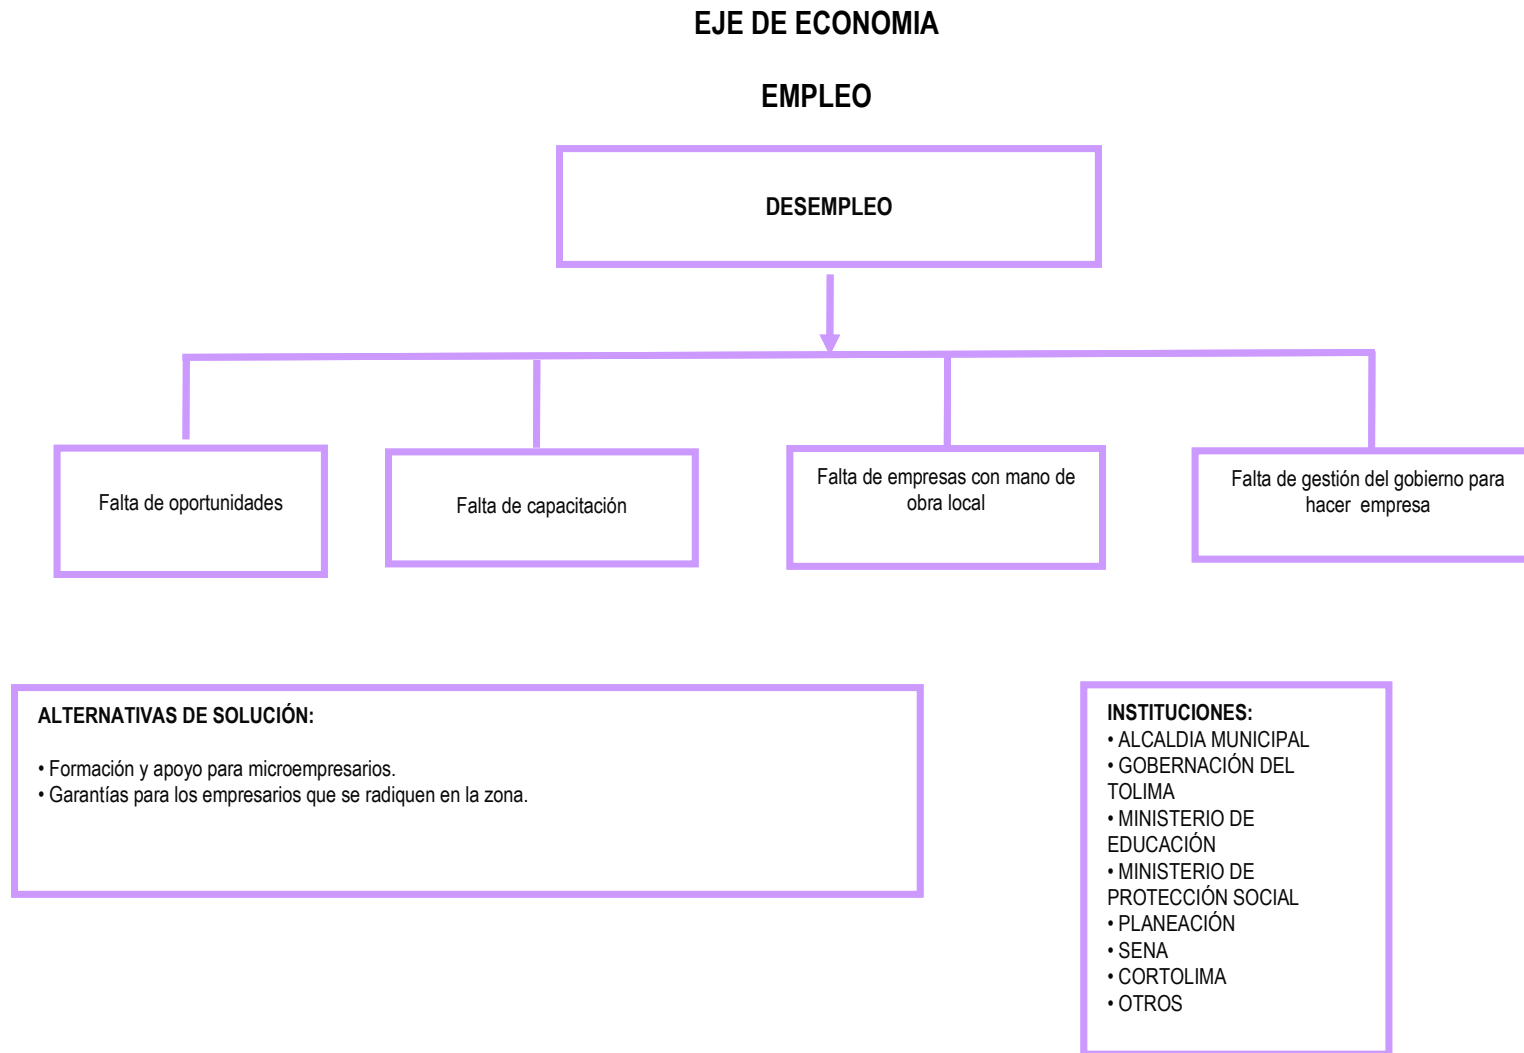 EJE DE ECONOMIA
EMPLEO
DESEMPLEO
Falta de oportunidades
Falta de capacitación
Falta de empresas con mano de
obra local
Falta de gestión del gobierno para
hacer empresa
ALTERNATIVAS DE SOLUCIÓN:
• Formación y apoyo para microempresarios.
• Garantías para los empresarios que se radiquen en la zona.
INSTITUCIONES:
• ALCALDIA MUNICIPAL
• GOBERNACIÓN DEL
TOLIMA
• MINISTERIO DE
EDUCACIÓN
• MINISTERIO DE
PROTECCIÓN SOCIAL
• PLANEACIÓN
• SENA
• CORTOLIMA
• OTROS